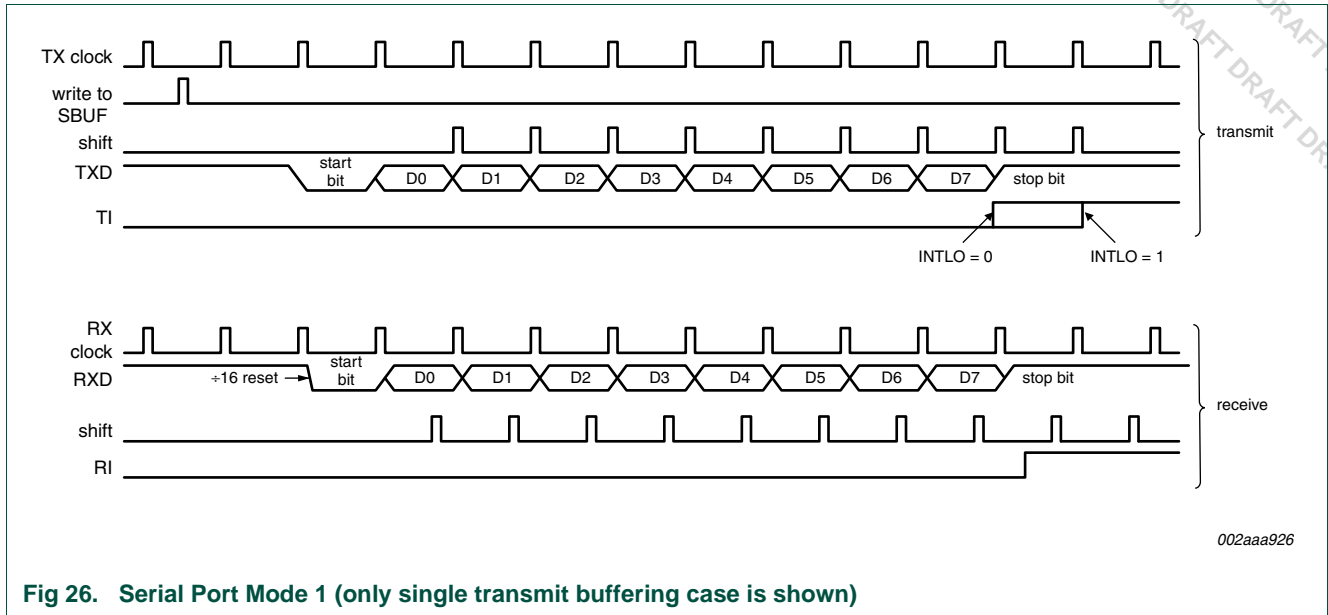 DRAFT DRAFT
DRAFT DRAFT DR
TX clock
write to
SBUF
shift
start
bit
TXD
D0 D1 D2 D3 D4 D5 D6 D7 stop bit
TI
INTLO = 0 INTLO = 1
transmit
RX
clock
start
bit
RXD
÷16 reset
D0 D1 D2 D3 D4 D5 D6 D7 stop bit
shift
RI
receive
002aaa926
Fig 26. Serial Port Mode 1 (only single transmit buffering case is shown)